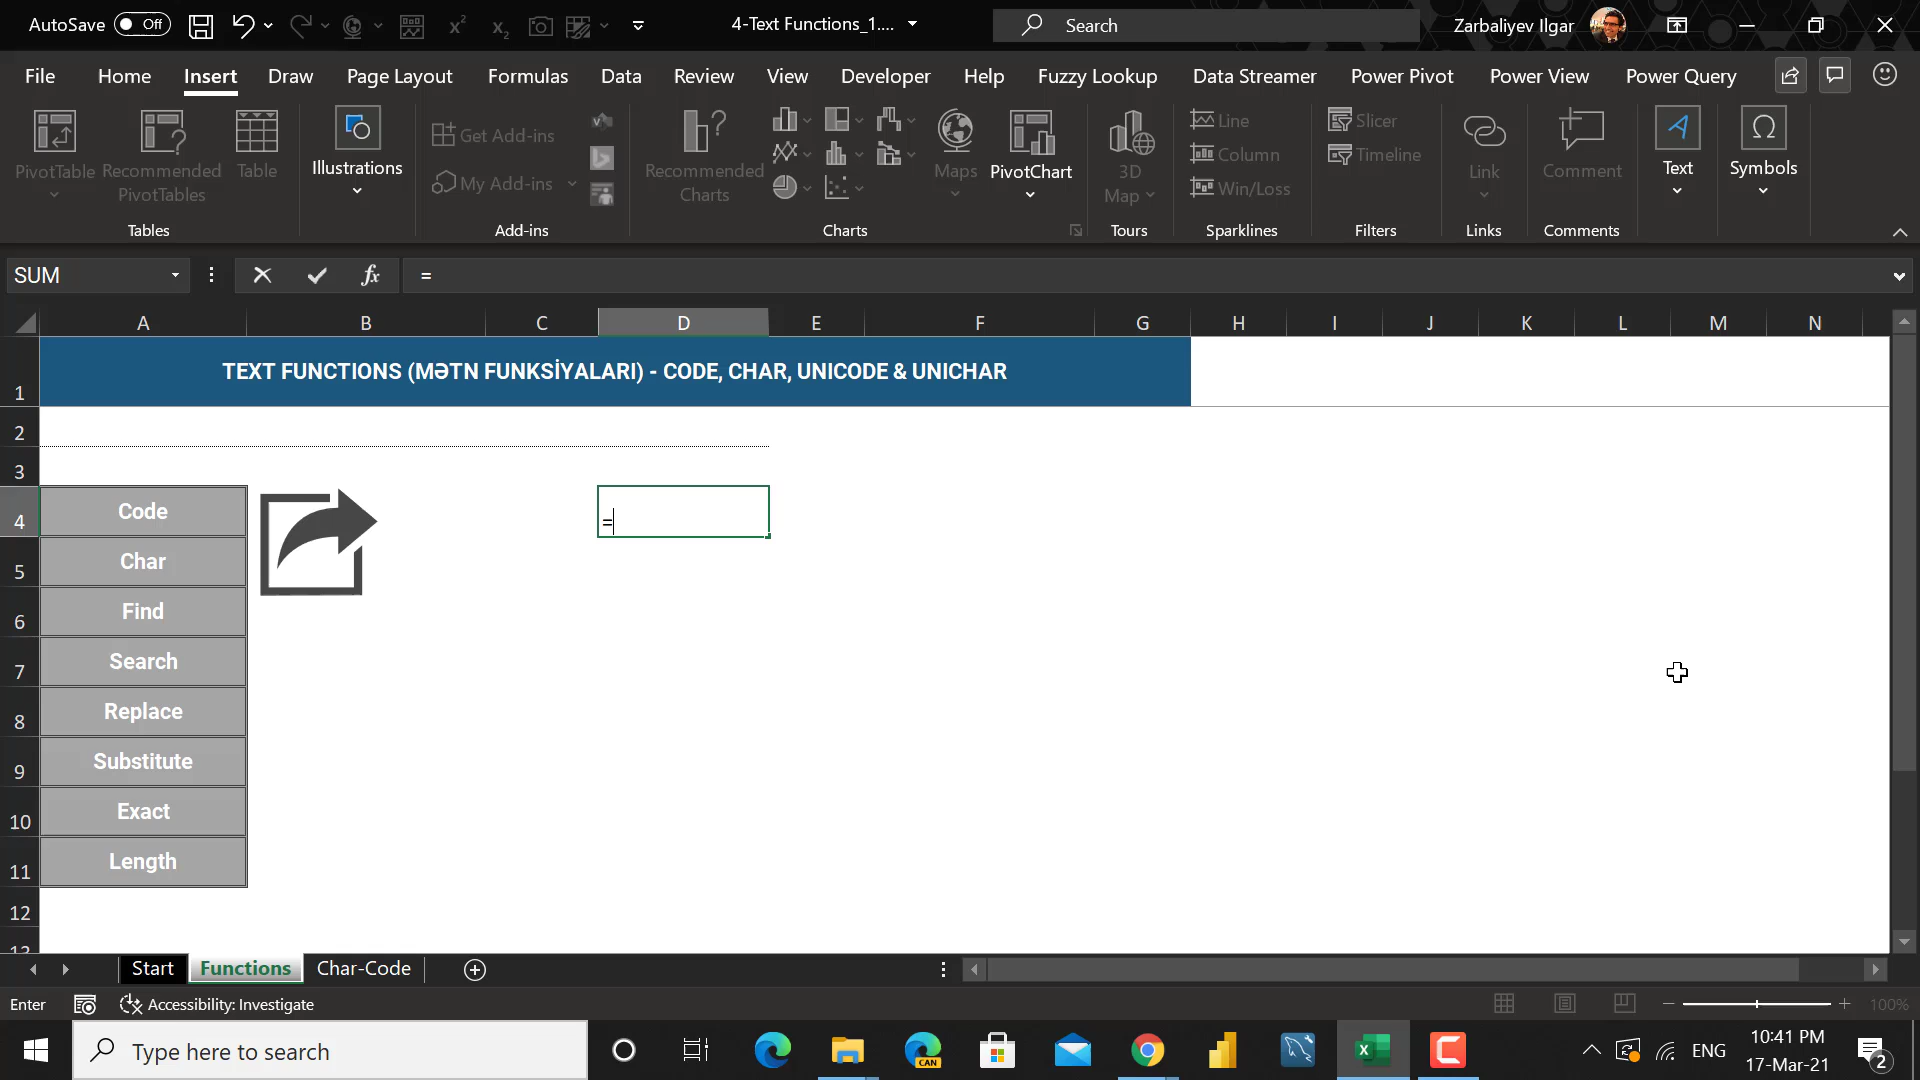 AutoSave Off 4-Text Functions_1.... Search Zarbaliyev Ilgar
File Home Insert Draw Page Layout Formulas Data Review View Developer Help Fuzzy Lookup Data Streamer Power Pivot Power View Power Query
PivotTable
Recommended
PivotTables
Table
Illustrations
Get Add-ins
My Add-ins
Recommended
Charts
Maps
PivotChart
3D
Map
Line
Column
Win/Loss
Slicer
Timeline
Link
Comment
Text
Symbols
Tables Add-ins Charts Tours Sparklines Filters Links Comments
SUM fx =
A B C D E F G H I J K L M N
1 TEXT FUNCTIONS (MƏTN FUNKSİYALARI) - CODE, CHAR, UNICODE & UNICHAR
2
3
4 Code =
5 Char
6 Find
7 Search
8 Replace
9 Substitute
10 Exact
11 Length
12
13
Start Functions Char-Code
Enter Accessibility: Investigate 100%
Type here to search
CAN
ENG
10:41 PM
17-Mar-21
2